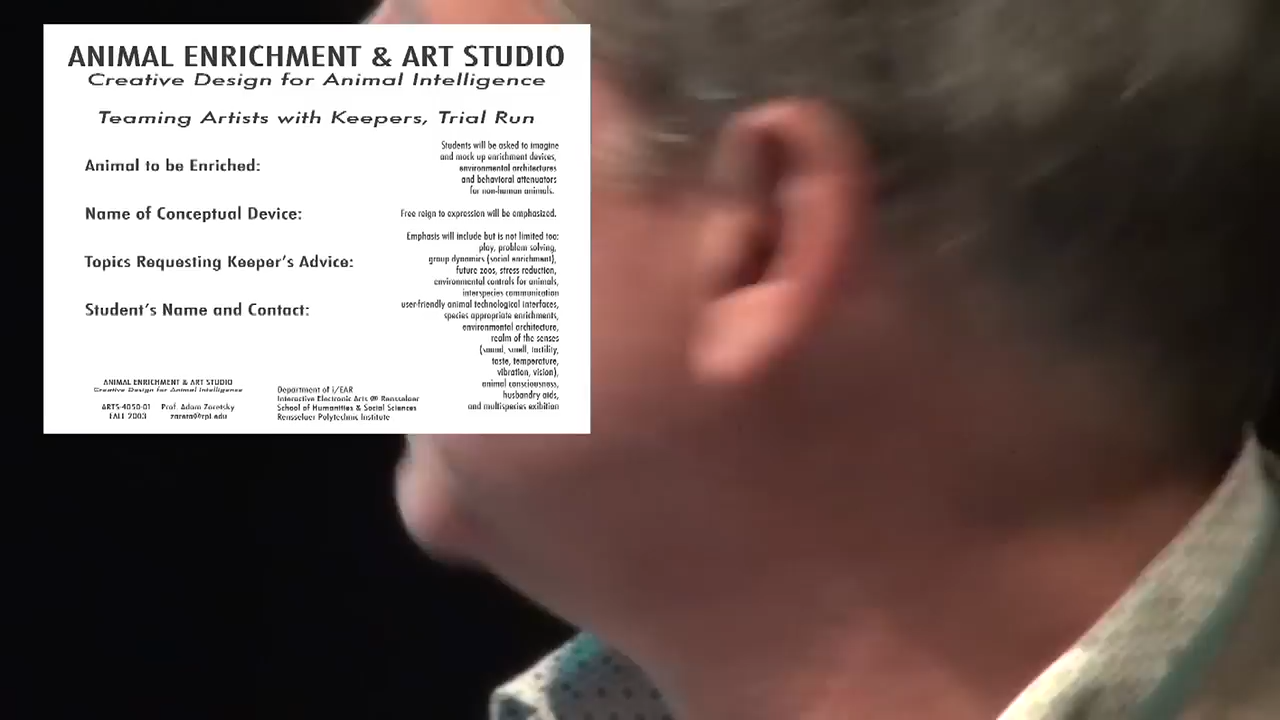 ANIMAL ENRICHMENT & ART STUDIO
Creative Design for Animal Intelligence
Teaming Artists with Keepers, Trial Run
Animal to be Enriched:
Name of Conceptual Device:
Topics Requesting Keeper's Advice:
Student's Name and Contact:
Students will be asked to imagine
and mock up enrichment devices,
environmental architectures
and behavioral attenuators
for non-human animals.
Free reign to expression will be emphasized.
Emphasis will include but is not limited too:
play, problem solving,
group dynamics (social enrichment),
future zoos, stress reduction,
environmental controls for animals,
interspecies communication
user-friendly animal technological interfaces,
species appropriate enrichments,
environmental architecture,
realm of the senses
(sound, smell, tactility,
taste, temperature,
vibration, vision),
animal consciousness,
husbandry aids,
and multispecies exibition
ANIMAL ENRICHMENT & ART STUDIO
Creative Design for Animal Intelligence
ARTS-4050-01 Prof. Adam Zaretsky
FALL 2003 zareta@rpi.edu
Department of i/EAR
Interactive Electronic Arts @ Rensselaer
School of Humanities & Social Sciences
Rensselaer Polytechnic Institute